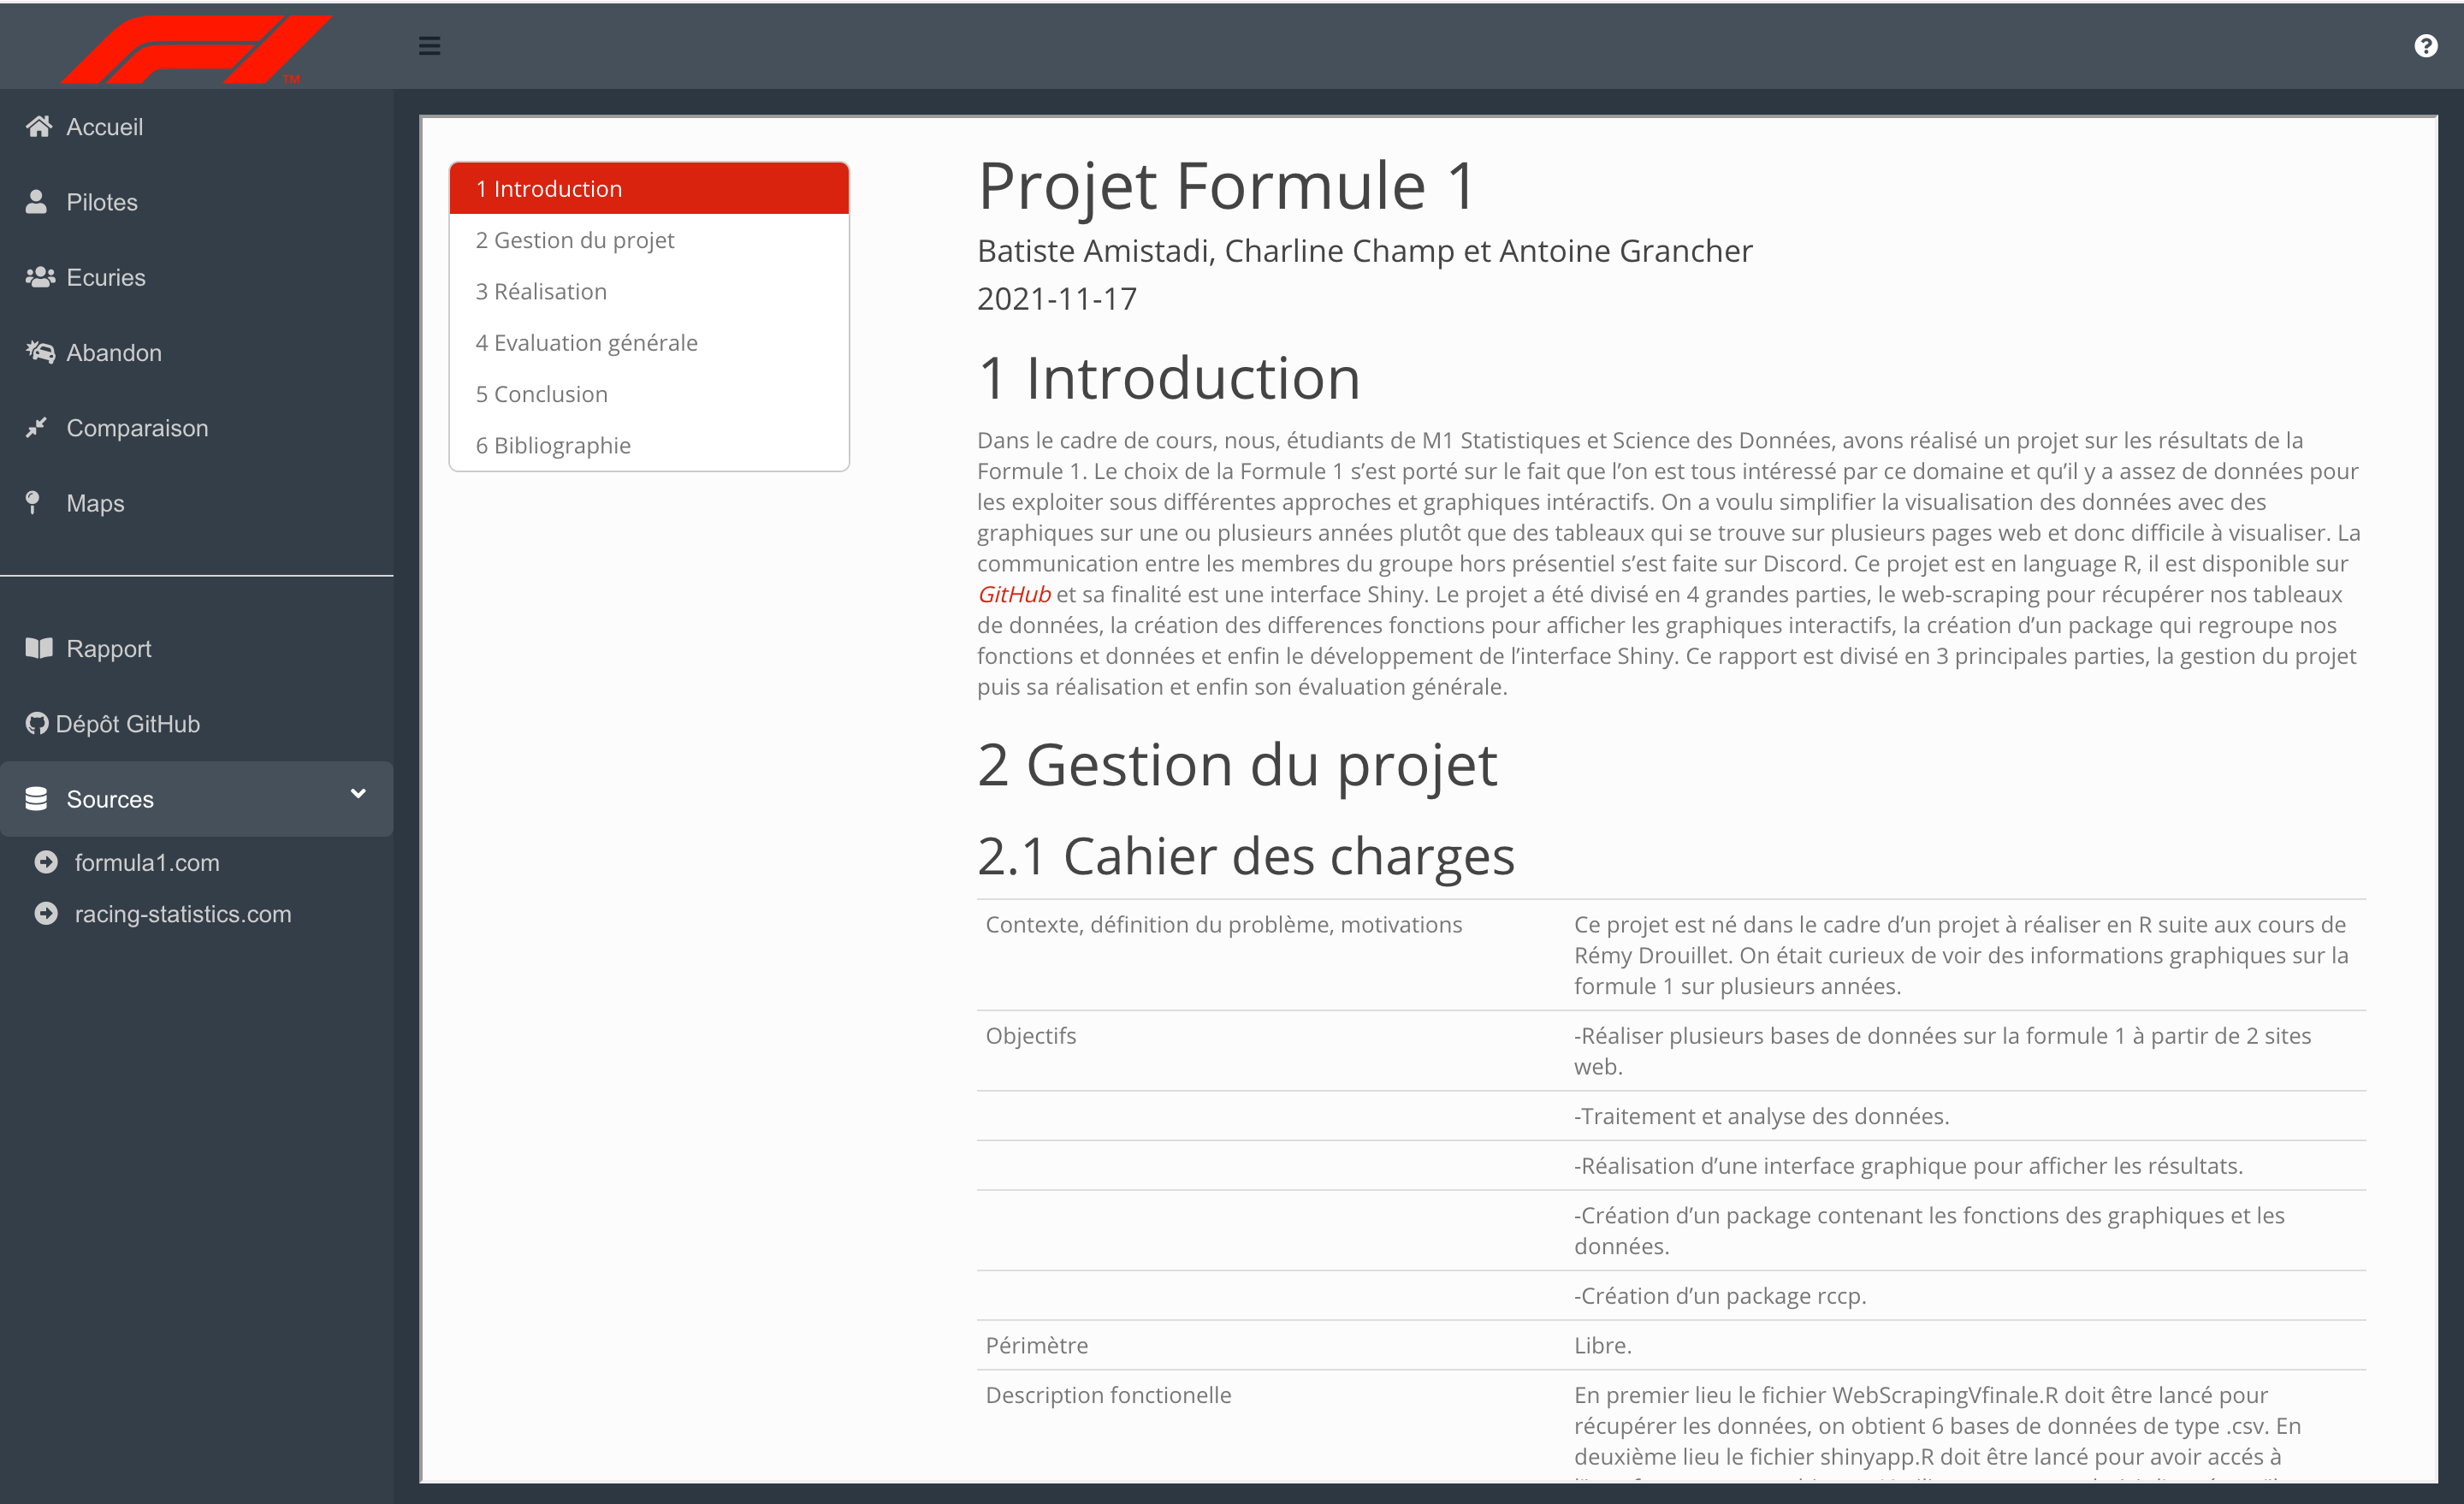 TM
Accueil
Pilotes
Ecuries
Abandon
Comparaison
Maps
Rapport
Dépôt GitHub
Sources
formula1.com
racing-statistics.com
1 Introduction
2 Gestion du projet
3 Réalisation
4 Evaluation générale
5 Conclusion
6 Bibliographie
Projet Formule 1
Batiste Amistadi, Charline Champ et Antoine Grancher
2021-11-17
1 Introduction
Dans le cadre de cours, nous, étudiants de M1 Statistiques et Science des Données, avons réalisé un projet sur les résultats de la
Formule 1. Le choix de la Formule 1 s’est porté sur le fait que l’on est tous intéressé par ce domaine et qu’il y a assez de données pour
les exploiter sous différentes approches et graphiques intéractifs. On a voulu simplifier la visualisation des données avec des
graphiques sur une ou plusieurs années plutôt que des tableaux qui se trouve sur plusieurs pages web et donc difficile à visualiser. La
communication entre les membres du groupe hors présentiel s’est faite sur Discord. Ce projet est en language R, il est disponible sur
GitHub et sa finalité est une interface Shiny. Le projet a été divisé en 4 grandes parties, le web-scraping pour récupérer nos tableaux
de données, la création des differences fonctions pour afficher les graphiques interactifs, la création d’un package qui regroupe nos
fonctions et données et enfin le développement de l’interface Shiny. Ce rapport est divisé en 3 principales parties, la gestion du projet
puis sa réalisation et enfin son évaluation générale.
2 Gestion du projet
2.1 Cahier des charges
Contexte, définition du problème, motivations
Ce projet est né dans le cadre d’un projet à réaliser en R suite aux cours de
Rémy Drouillet. On était curieux de voir des informations graphiques sur la
formule 1 sur plusieurs années.
Objectifs
-Réaliser plusieurs bases de données sur la formule 1 à partir de 2 sites
web.
-Traitement et analyse des données.
-Réalisation d’une interface graphique pour afficher les résultats.
-Création d’un package contenant les fonctions des graphiques et les
données.
-Création d’un package rccp.
Périmètre
Libre.
Description fonctionelle
En premier lieu le fichier WebScrapingVfinale.R doit être lancé pour
récupérer les données, on obtient 6 bases de données de type .csv. En
deuxième lieu le fichier shinyapp.R doit être lancé pour avoir accés à